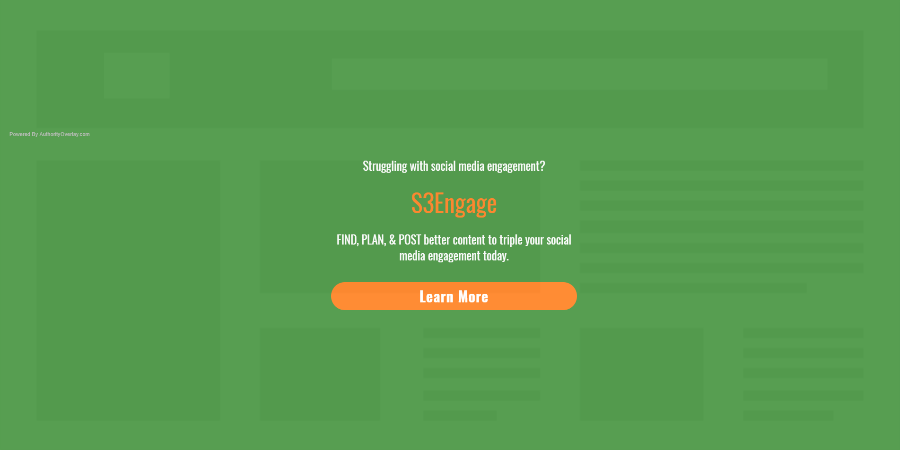 Powered By AuthorityOverlay.com
Struggling with social media engagement?
S3Engage
FIND, PLAN, & POST better content to triple your social
media engagement today.
Learn More